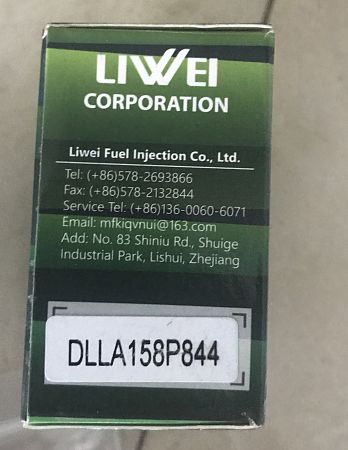 LIWEI
CORPORATION
Liwei Fuel Injection Co., Ltd.
Tel: (+86)578-2693866
Fax: (+86)578-2132844
Service Tel: (+86)136-0060-6071
Email: mfkiqvnui@163.com
Add: No. 83 Shiniu Rd., Shuige
Industrial Park, Lishui, Zhejiang
DLLA158P844